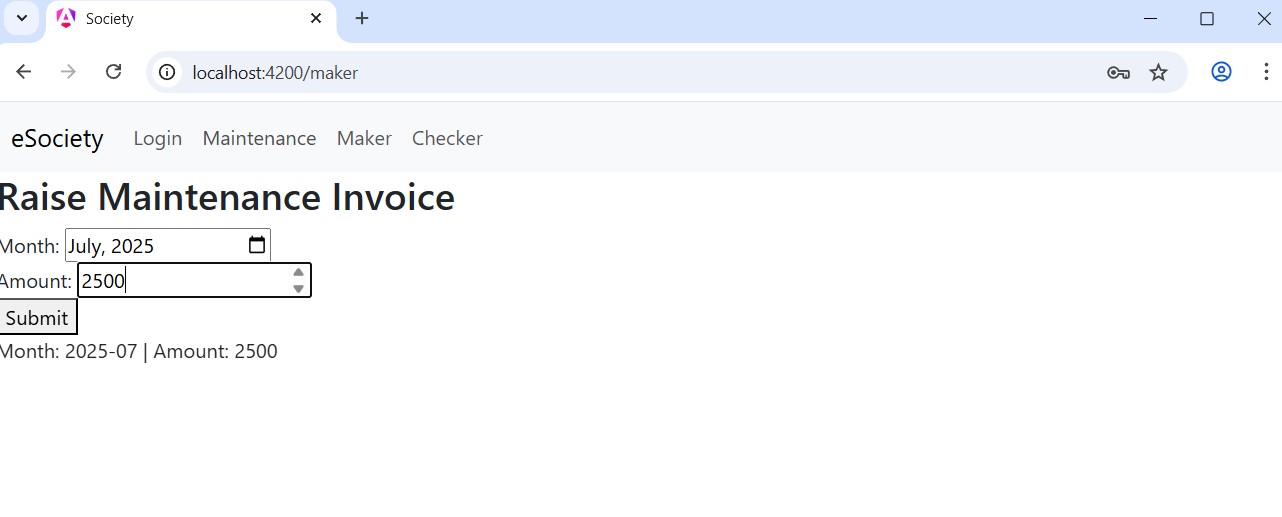 Society
localhost:4200/maker
eSociety Login Maintenance Maker Checker
Raise Maintenance Invoice
Month: July, 2025
Amount: 2500
Submit
Month: 2025-07 | Amount: 2500